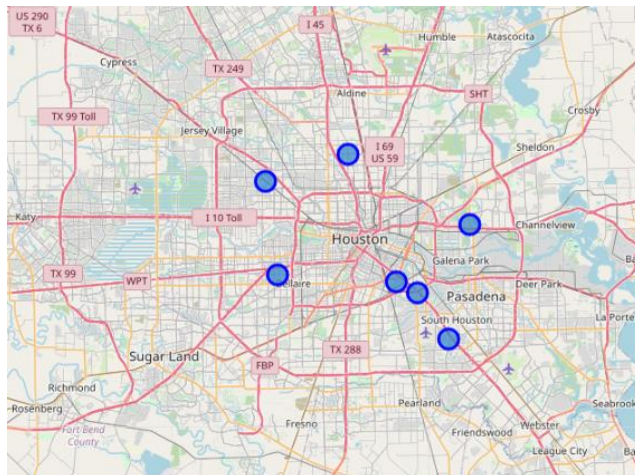 US 290
TX 6
I 45
Humble
Atascocita
Cypress
TX 249
Aldine
SHT
Crosby
TX 99 Toll
Jersey Village
I 69
US 59
Sheldon
Katy
I 10 Toll
Channelview
Houston
Galena Park
TX 99
WPT
ellaire
Deer Park
Pasadena
La Porte
South Houston
TX 288
Sugar Land
FBP
Richmond
Rosenberg
Pearland
Seabrook
Fort Bend
County
Fresno
Webster
Friendswood
League City